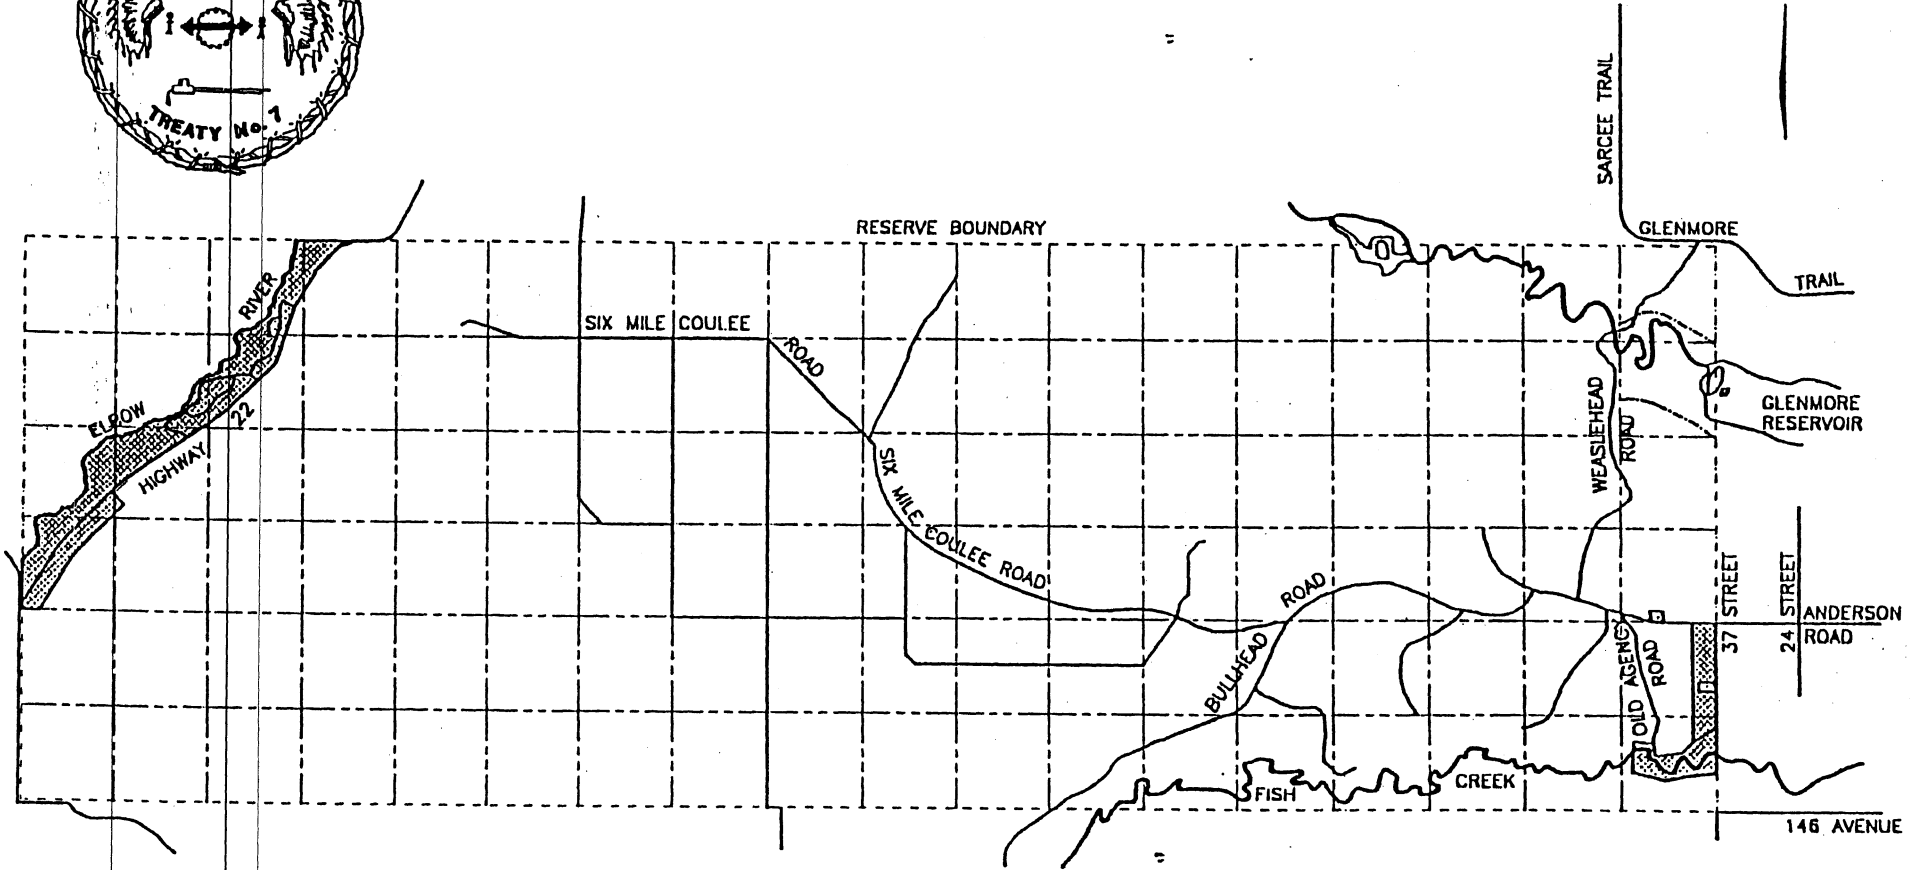 TREATY No. 7
SARCEE TRAIL
RESERVE BOUNDARY
GLENMORE
TRAIL
RIVER
SIX MILE COULEE
ROAD
ELBOW
22
HIGHWAY
WEASLEHEAD
ROAD
GLENMORE
RESERVOIR
SIX MILE
COULEE ROAD
ROAD
BULLHEAD
OLD AGENC
ROAD
37 STREET
24 STREET
ANDERSON
ROAD
FISH
CREEK
146 AVENUE